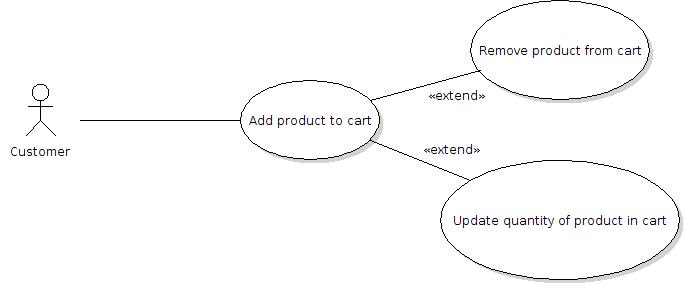 Remove product from cart
«extend»
Add product to cart
Customer
«extend»
Update quantity of product in cart